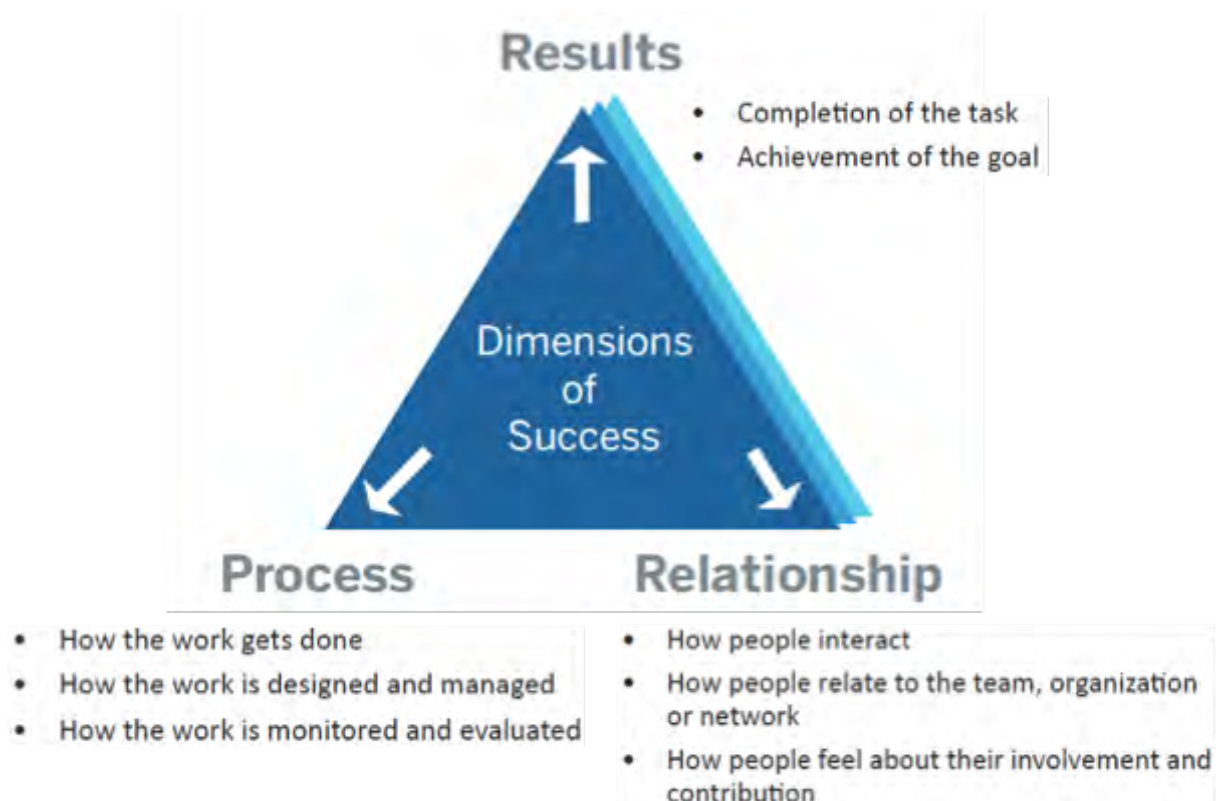 Results
• Completion of the task
• Achievement of the goal
Dimensions
of
Success
Process
• How the work gets done
• How the work is designed and managed
• How the work is monitored and evaluated
Relationship
• How people interact
• How people relate to the team, organization
or network
• How people feel about their involvement and
contribution